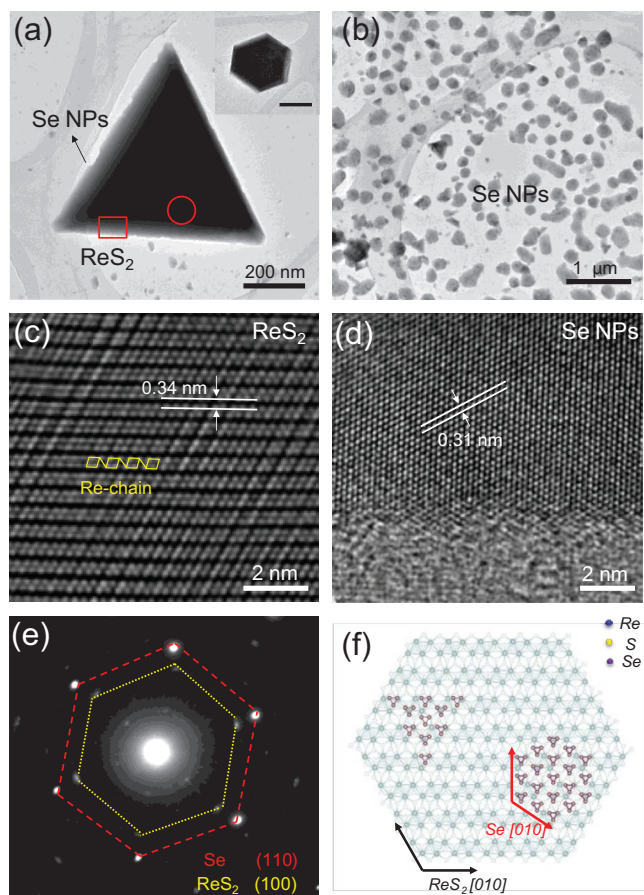 (a)
Se NPs
ReS2
200 nm
(b)
Se NPs
1 µm
(c)
ReS2
0.34 nm
Re-chain
2 nm
(d)
Se NPs
0.31 nm
2 nm
(e)
Se (110)
ReS2 (100)
(f)
Re
S
Se
Se [010]
ReS2 [010]